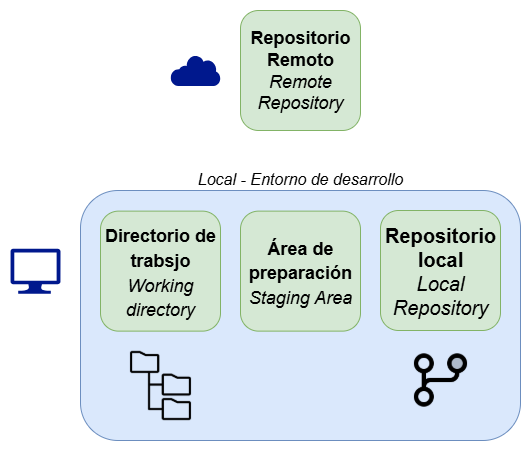 Repositorio
Remoto
Remote
Repository
Local - Entorno de desarrollo
Directorio de
trabsjo
Working
directory
Área de
preparación
Staging Area
Repositorio
local
Local
Repository